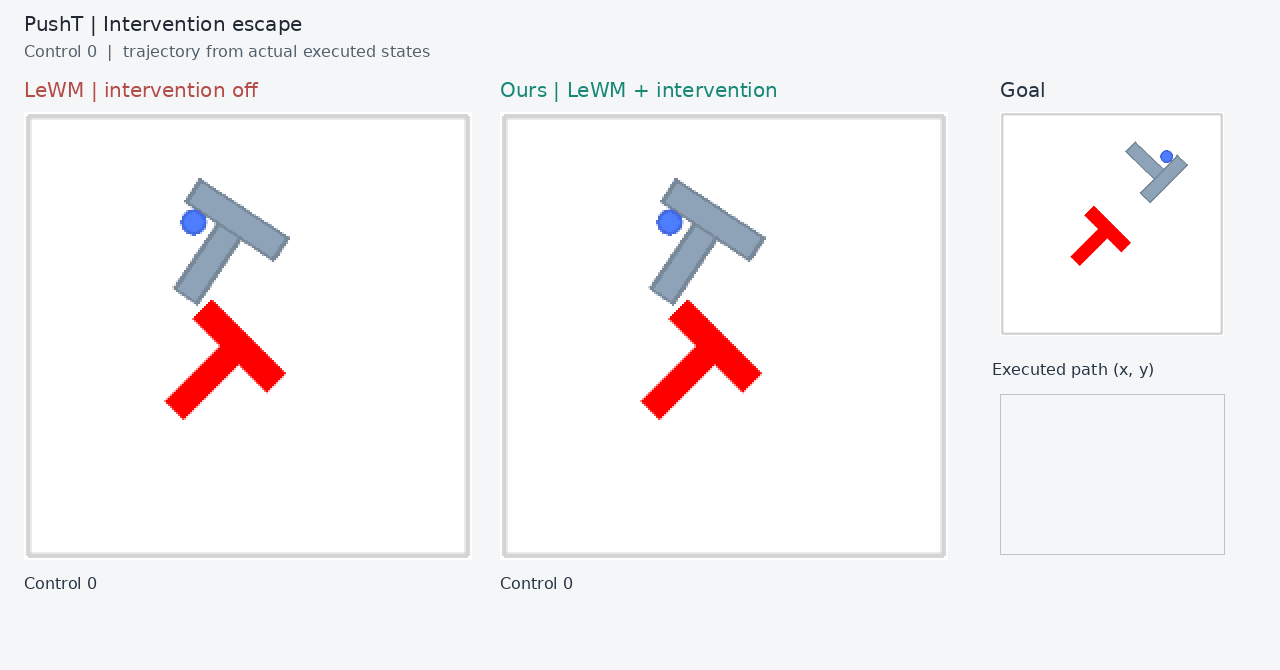 PushT | Intervention escape
Control 0  |  trajectory from actual executed states
LeWM | intervention off
Ours | LeWM + intervention
Goal
Executed path (x, y)
Control 0
Control 0